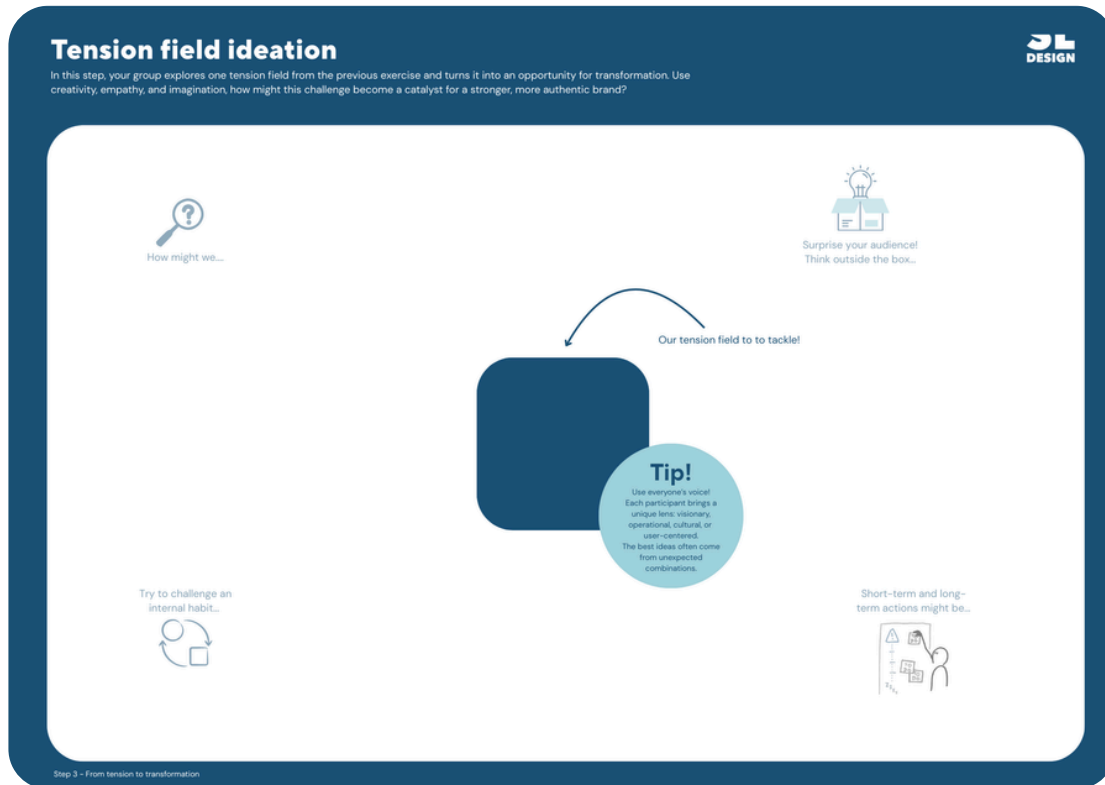 Tension field ideation
In this step, your group explores one tension field from the previous exercise and turns it into an opportunity for transformation. Use
creativity, empathy, and imagination, how might this challenge become a catalyst for a stronger, more authentic brand?
JL
DESIGN
How might we....
Surprise your audience!
Think outside the box...
Our tension field to to tackle!
Tip!
Use everyone's voice!
Each participant brings a
unique lens: visionary,
operational, cultural, or
user-centered.
The best ideas often come
from unexpected
combinations.
Try to challenge an
internal habit...
Short-term and long-
term actions might be...
Step 3 - From tension to transformation